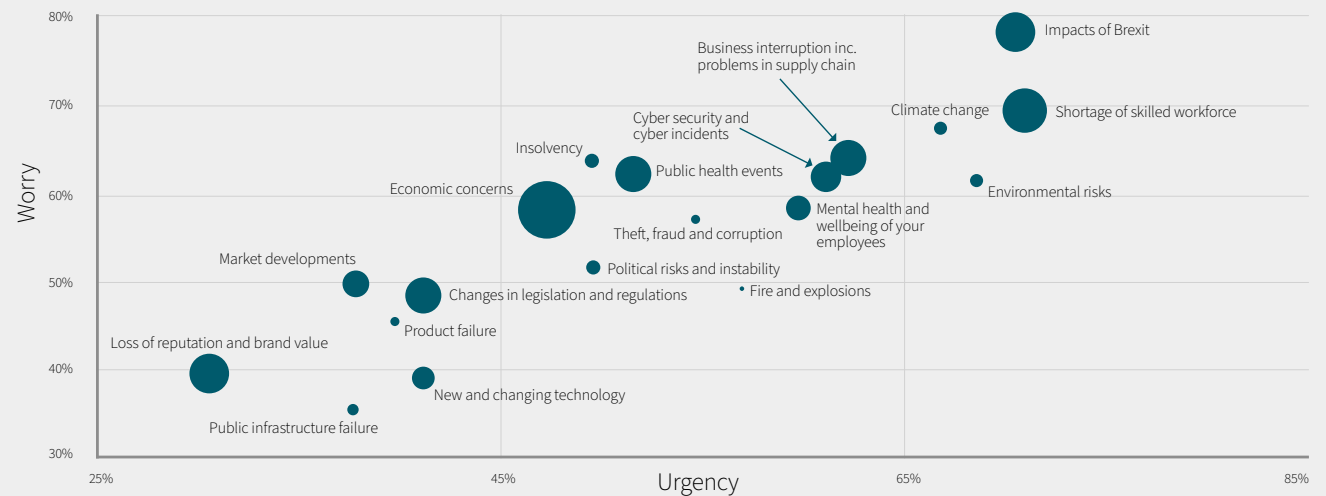 80%
Impacts of Brexit
Business interruption inc.
problems in supply chain
70%
Climate change
Shortage of skilled workforce
Cyber security and
cyber incidents
Insolvency
Public health events
Worry
Economic concerns
60%
Environmental risks
Mental health and
wellbeing of your
employees
Theft, fraud and corruption
Market developments
Political risks and instability
50%
Changes in legislation and regulations
Fire and explosions
Product failure
Loss of reputation and brand value
40%
New and changing technology
Public infrastructure failure
30%
25%
45%
Urgency
65%
85%